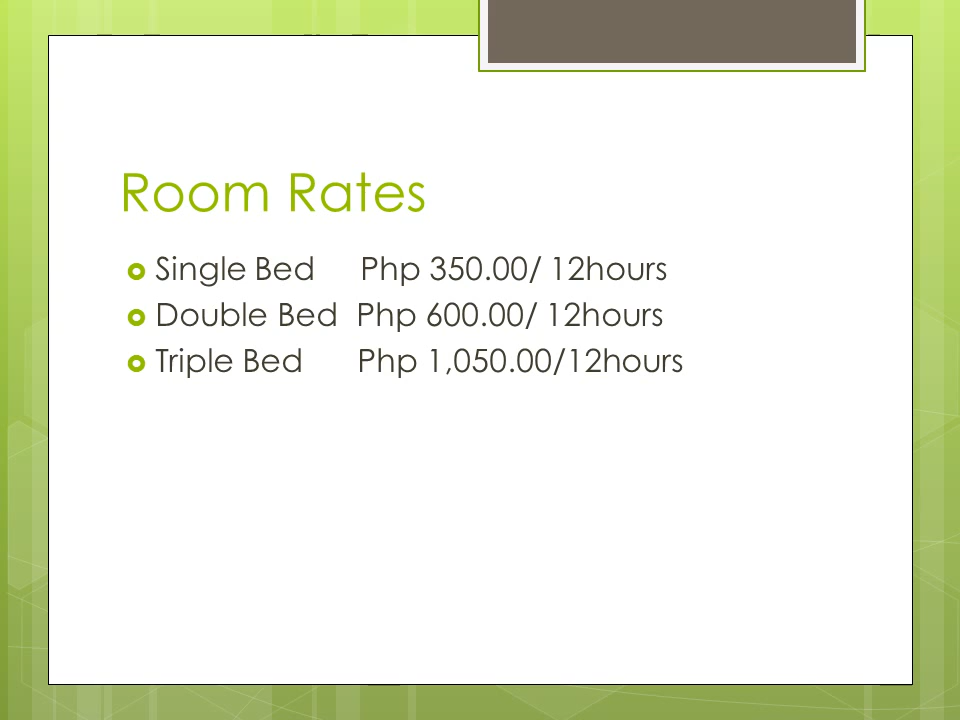 Room Rates
Single Bed Php 350.00/ 12hours
Double Bed Php 600.00/ 12hours
Triple Bed Php 1,050.00/12hours